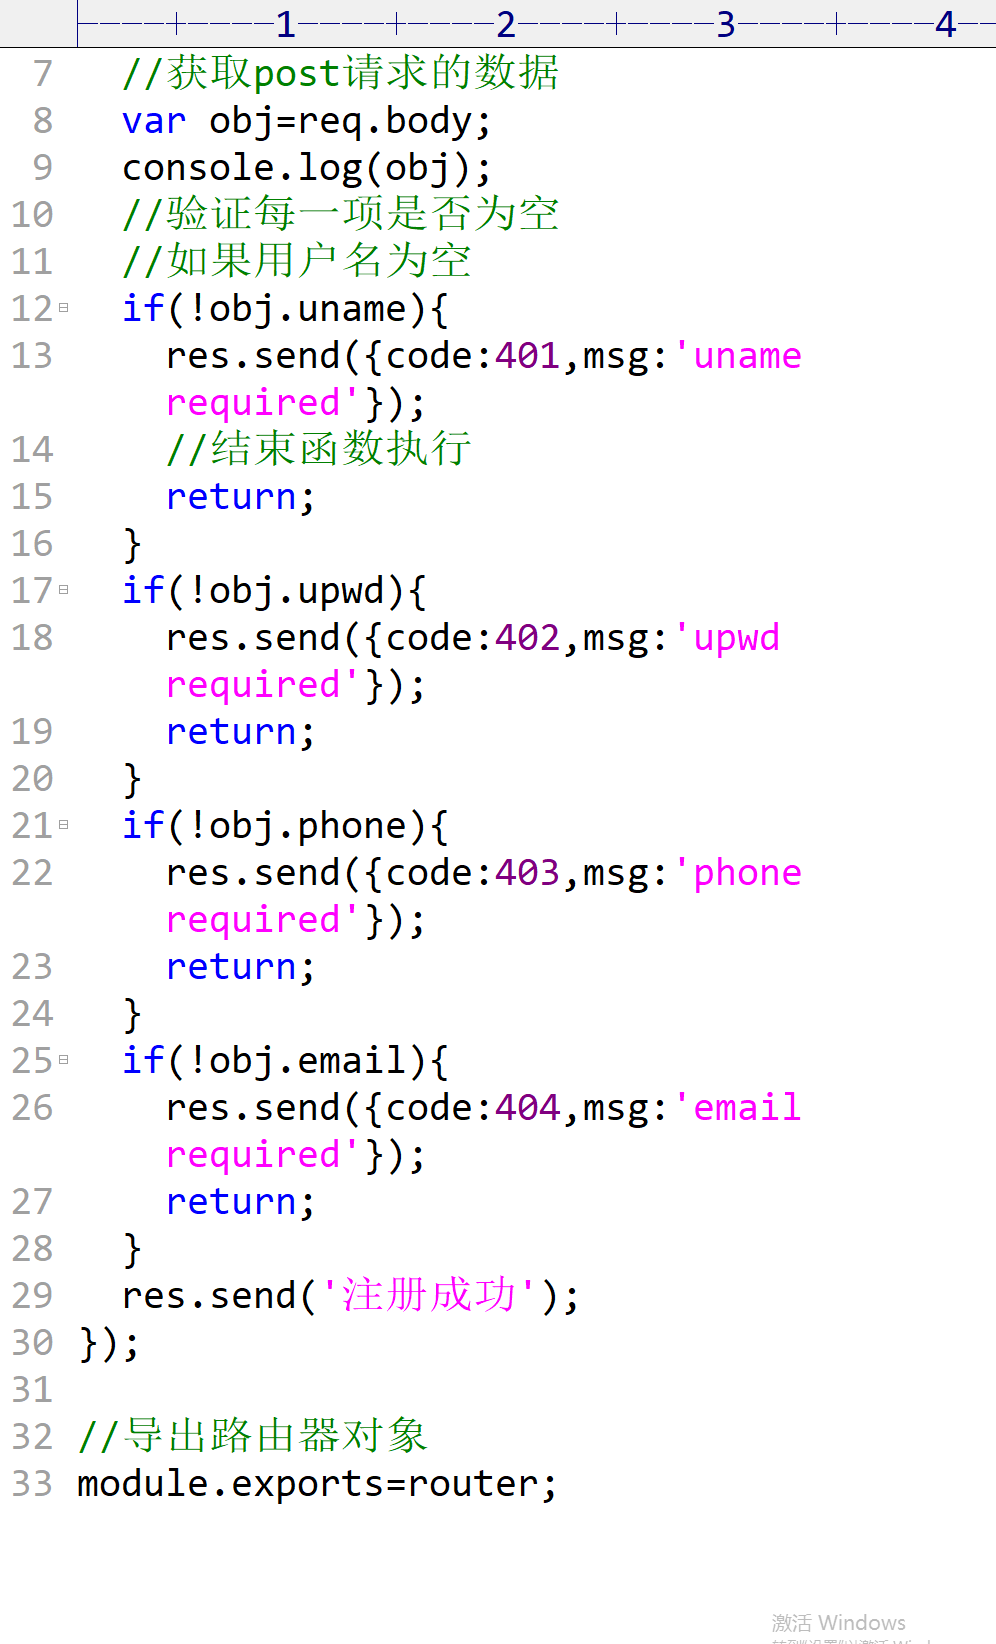 1 2 3 4
7 //获取post请求的数据
8 var obj=req.body;
9 console.log(obj);
10 //验证每一项是否为空
11 //如果用户名为空
12 if(!obj.uname){
13 res.send({code:401,msg:'uname
required'});
14 //结束函数执行
15 return;
16 }
17 if(!obj.upwd){
18 res.send({code:402,msg:'upwd
required'});
19 return;
20 }
21 if(!obj.phone){
22 res.send({code:403,msg:'phone
required'});
23 return;
24 }
25 if(!obj.email){
26 res.send({code:404,msg:'email
required'});
27 return;
28 }
29 res.send('注册成功');
30 });
31
32 //导出路由器对象
33 module.exports=router;
激活 Windows